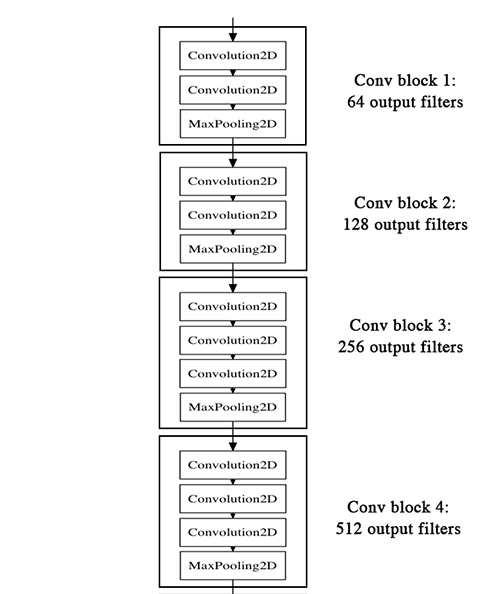 Convolution2D
Convolution2D
MaxPooling2D
Conv block 1:
64 output filters
Convolution2D
Convolution2D
MaxPooling2D
Conv block 2:
128 output filters
Convolution2D
Convolution2D
Convolution2D
MaxPooling2D
Conv block 3:
256 output filters
Convolution2D
Convolution2D
Convolution2D
MaxPooling2D
Conv block 4:
512 output filters